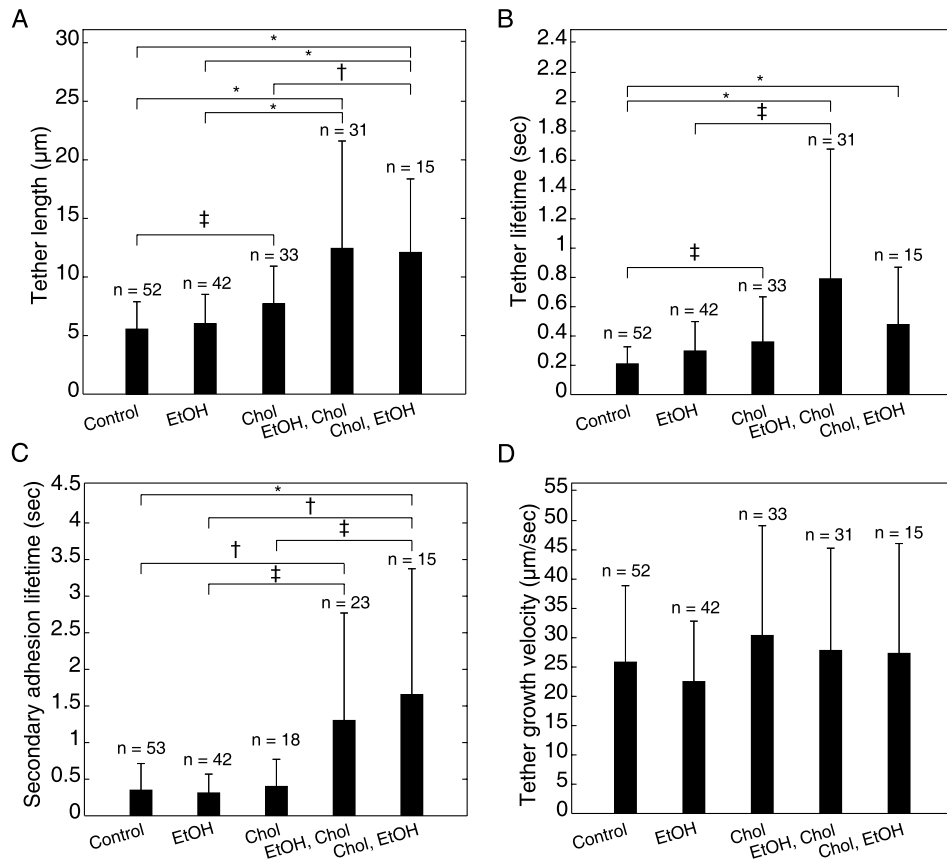 A
Tether length (µm)
30
25
20
15
10
5
0
*
*
†
*
*
‡
n = 52
n = 42
n = 33
n = 31
n = 15
Control
EtOH
Chol
EtOH, Chol
Chol, EtOH
B
Tether lifetime (sec)
2.4
2.2
2
1.8
1.6
1.4
1.2
1
0.8
0.6
0.4
0.2
0
*
*
‡
‡
n = 52
n = 42
n = 33
n = 31
n = 15
Control
EtOH
Chol
EtOH, Chol
Chol, EtOH
C
Secondary adhesion lifetime (sec)
4.5
4
3.5
3
2.5
2
1.5
1
0.5
0
*
†
‡
†
‡
n = 53
n = 42
n = 18
n = 23
n = 15
Control
EtOH
Chol
EtOH, Chol
Chol, EtOH
D
Tether growth velocity (µm/sec)
55
50
45
40
35
30
25
20
15
10
5
0
n = 52
n = 42
n = 33
n = 31
n = 15
Control
EtOH
Chol
EtOH, Chol
Chol, EtOH